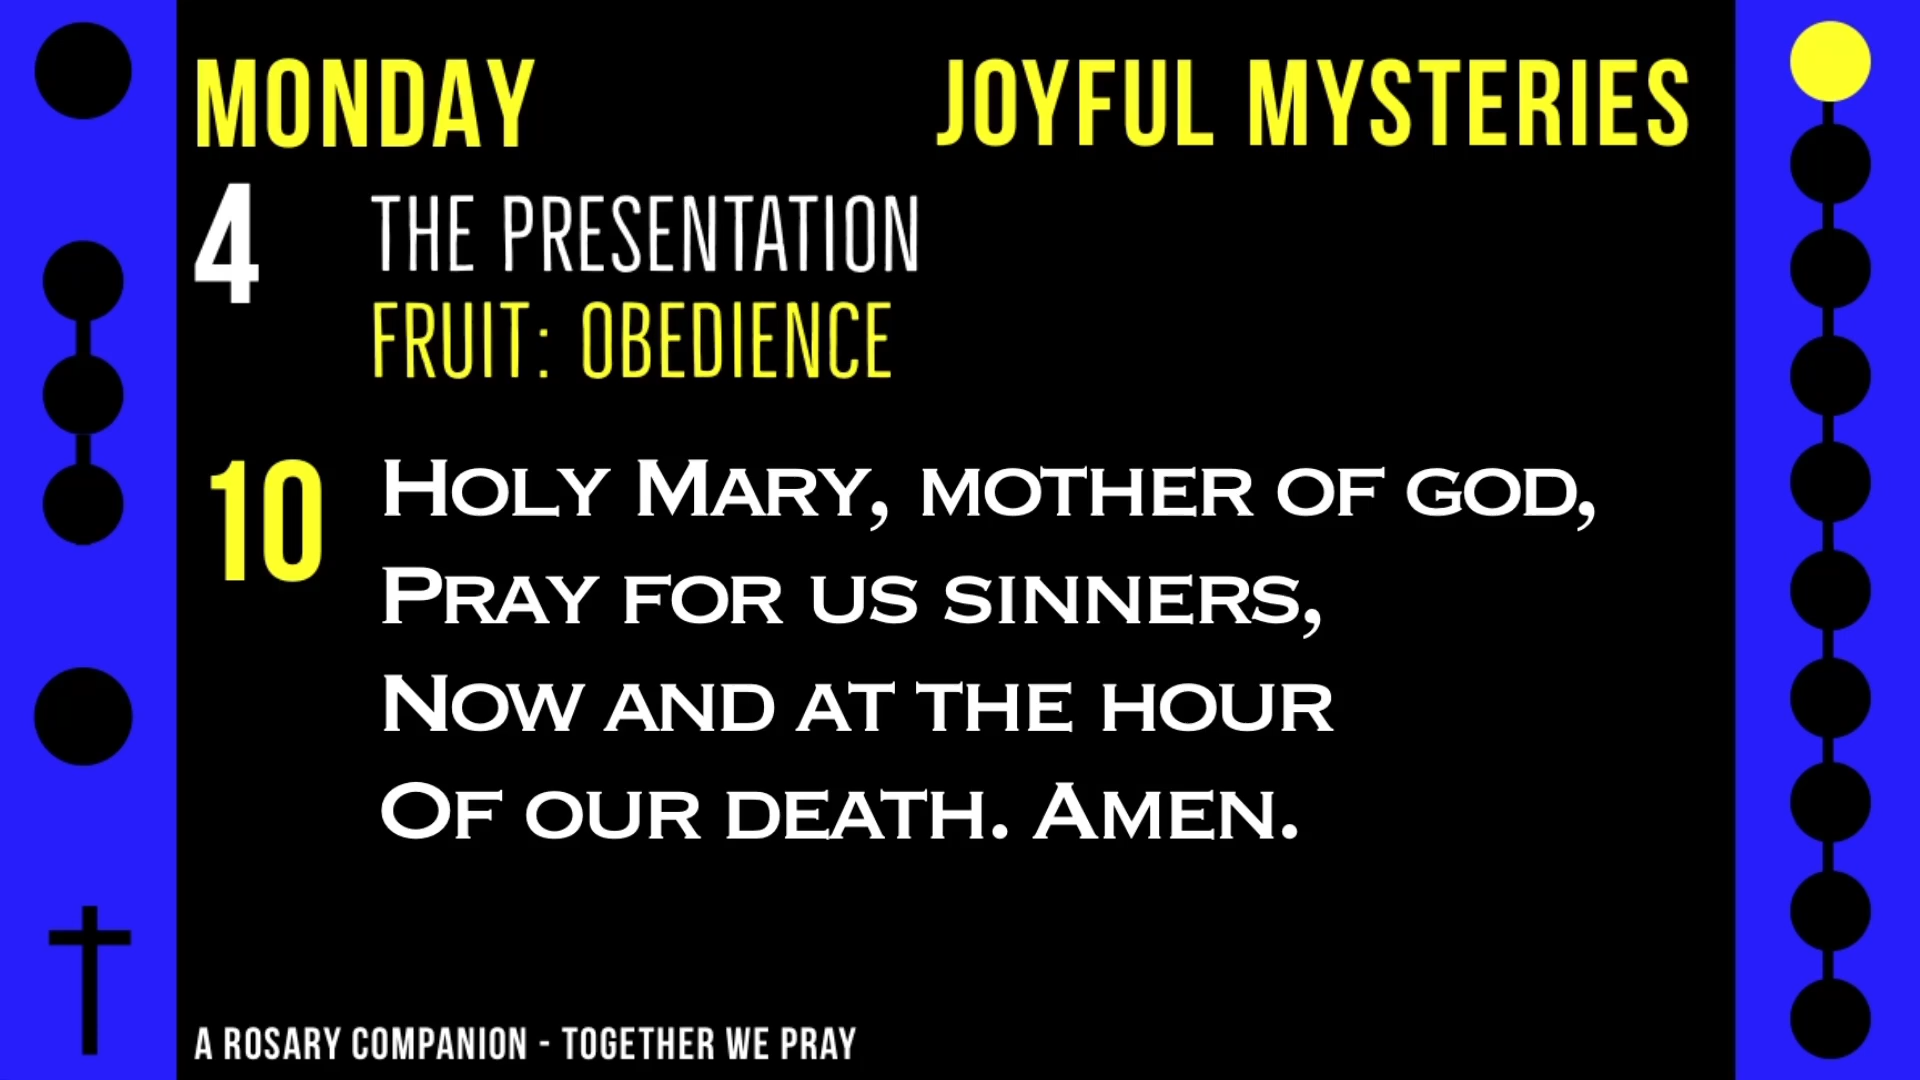 MONDAY
JOYFUL MYSTERIES
4
THE PRESENTATION
FRUIT: OBEDIENCE
10
Holy Mary, mother of god,
Pray for us sinners,
Now and at the hour
Of our death. Amen.
A ROSARY COMPANION - TOGETHER WE PRAY